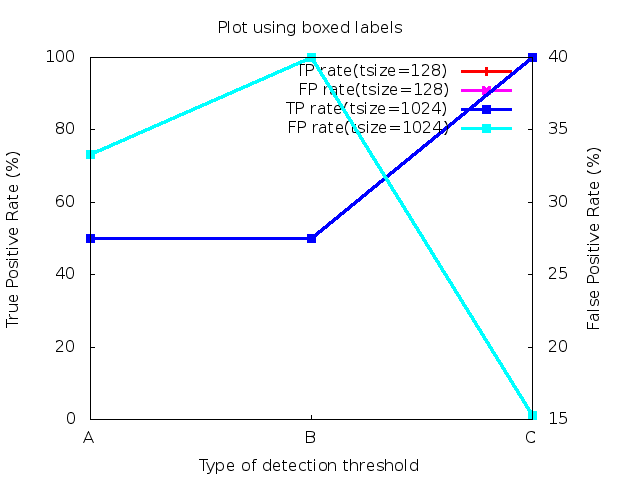 Plot using boxed labels
TP rate(tsize=128)
FP rate(tsize=128)
TP rate(tsize=1024)
FP rate(tsize=1024)
True Positive Rate (%)
100
80
60
40
20
0
40
35
30
25
20
15
False Positive Rate (%)
A B C
Type of detection threshold